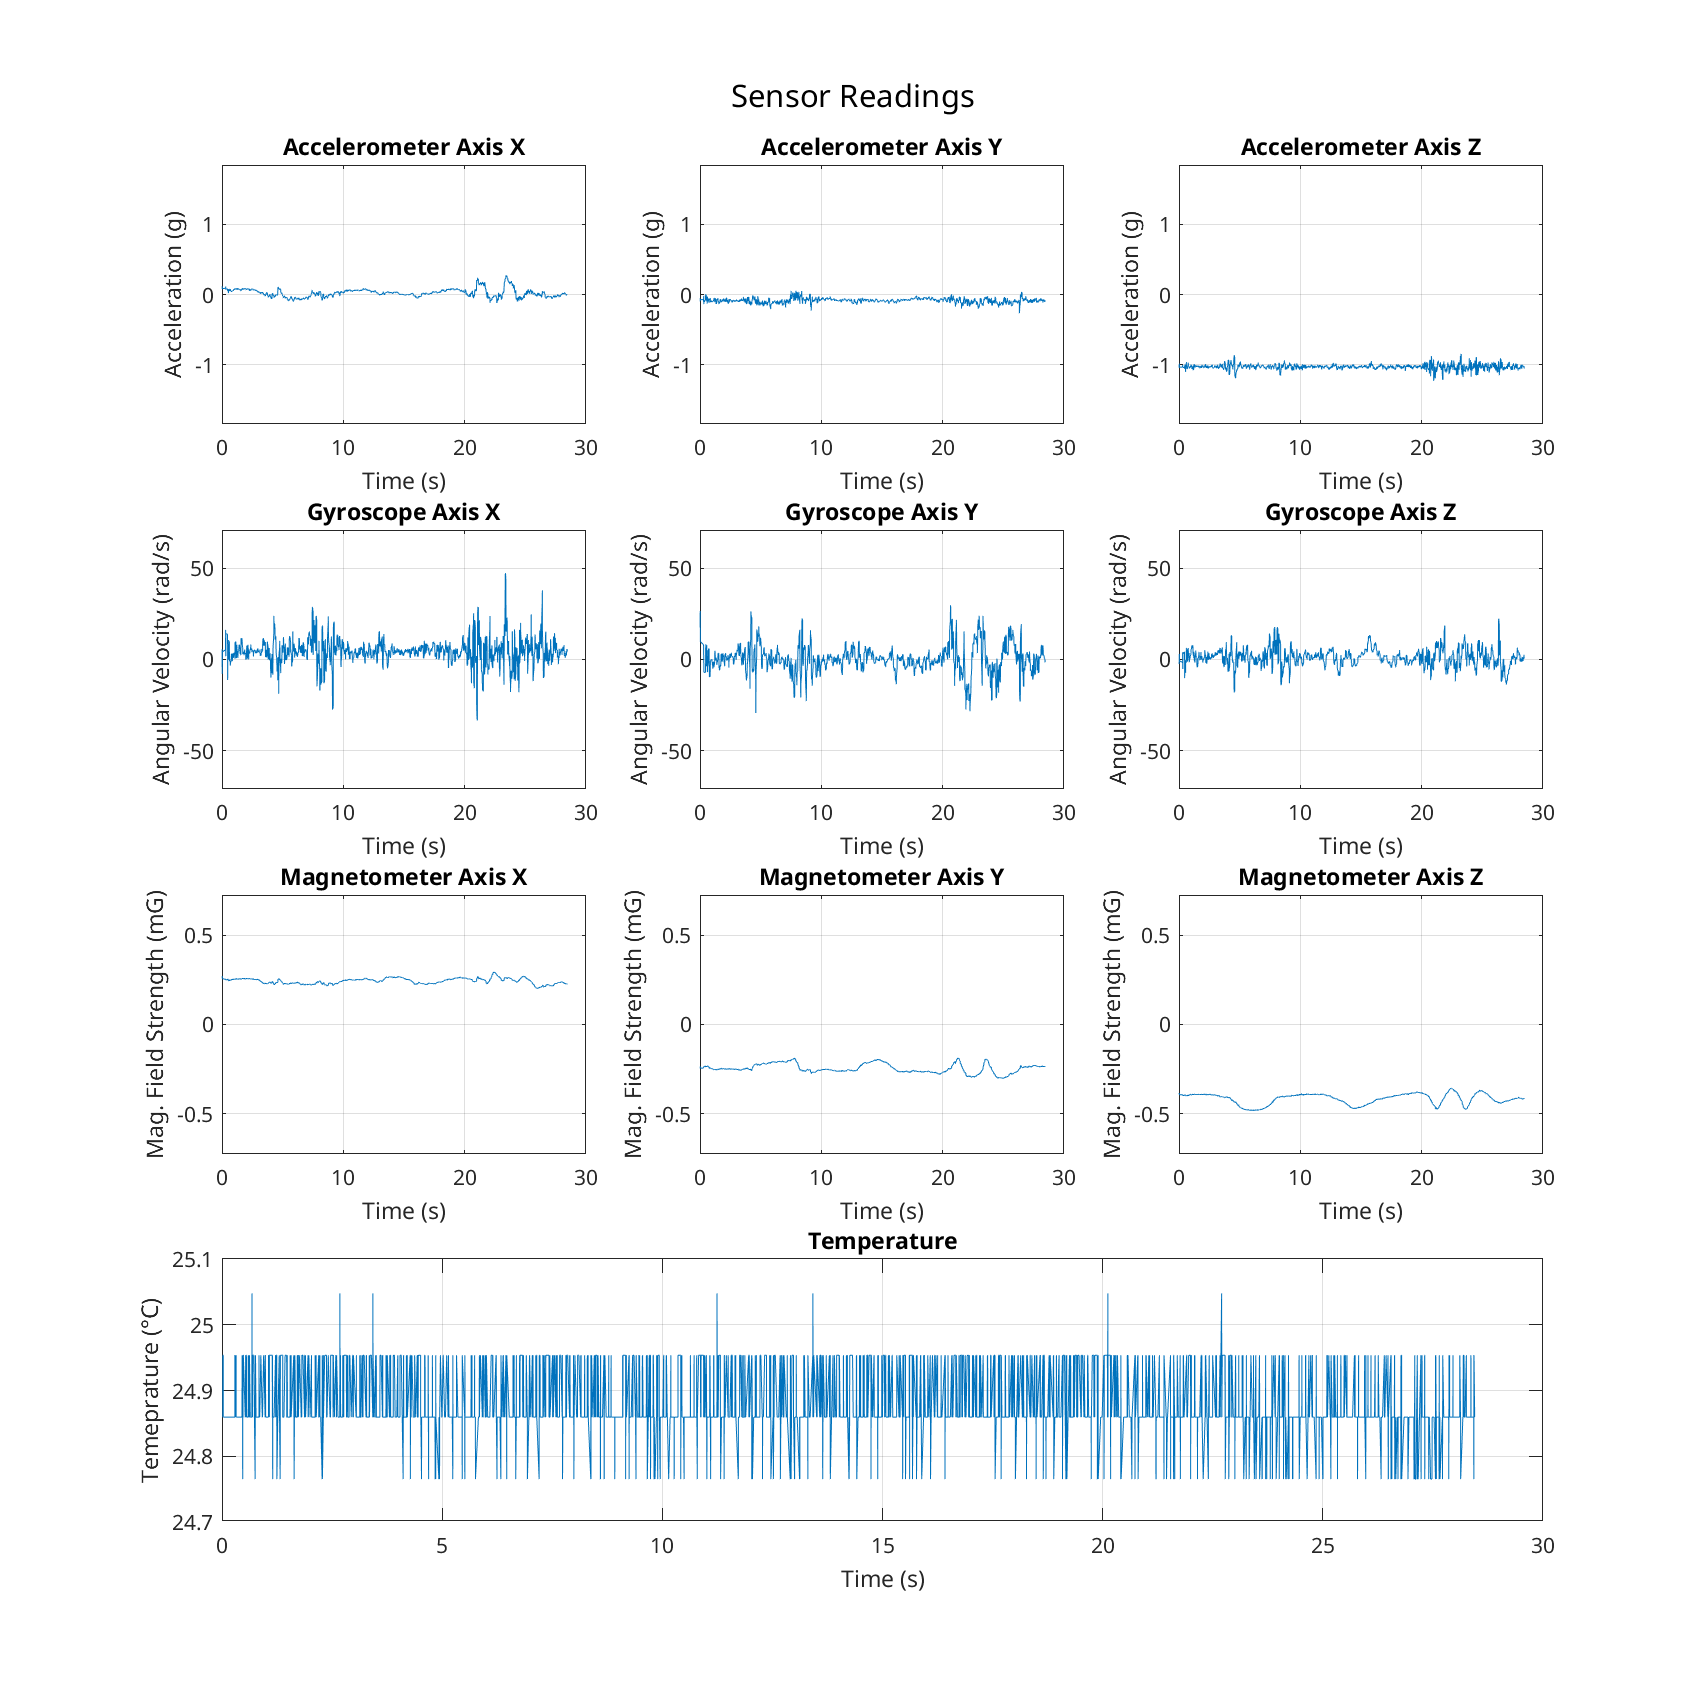 Sensor Readings
Accelerometer Axis X
Accelerometer Axis Y
Accelerometer Axis Z
Acceleration (g)
1
0
-1
0 10 20 30
Time (s)
Acceleration (g)
1
0
-1
0 10 20 30
Time (s)
Acceleration (g)
1
0
-1
0 10 20 30
Time (s)
Gyroscope Axis X
Gyroscope Axis Y
Gyroscope Axis Z
Angular Velocity (rad/s)
50
0
-50
0 10 20 30
Time (s)
Angular Velocity (rad/s)
50
0
-50
0 10 20 30
Time (s)
Angular Velocity (rad/s)
50
0
-50
0 10 20 30
Time (s)
Magnetometer Axis X
Magnetometer Axis Y
Magnetometer Axis Z
Mag. Field Strength (mG)
0.5
0
-0.5
0 10 20 30
Time (s)
Mag. Field Strength (mG)
0.5
0
-0.5
0 10 20 30
Time (s)
Mag. Field Strength (mG)
0.5
0
-0.5
0 10 20 30
Time (s)
Temperature
Temeprature (°C)
25.1
25
24.9
24.8
24.7
0 5 10 15 20 25 30
Time (s)